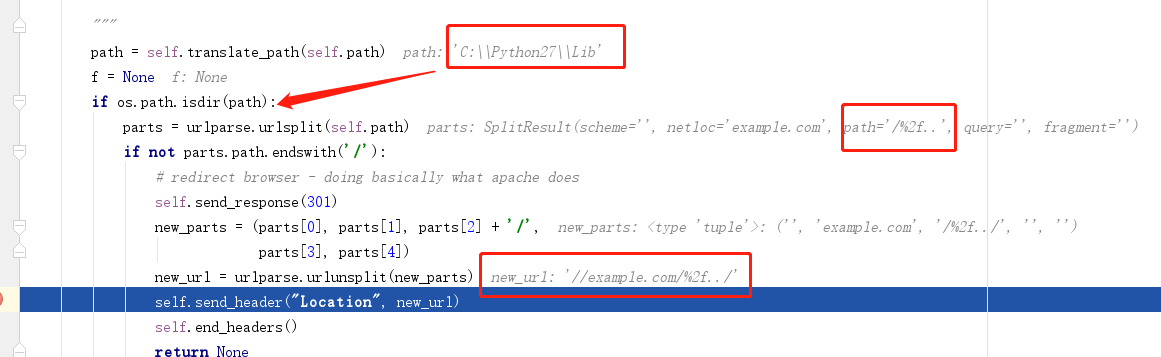 """
path = self.translate_path(self.path)  path: 'C:\\Python27\\Lib'
f = None  f: None
if os.path.isdir(path):
parts = urlparse.urlsplit(self.path)  parts: SplitResult(scheme='', netloc='example.com', path='/%2f..', query='', fragment='')
if not parts.path.endswith('/'):
# redirect browser - doing basically what apache does
self.send_response(301)
new_parts = (parts[0], parts[1], parts[2] + '/',  new_parts: <type 'tuple'>: ('', 'example.com', '/%2f../', '', '')
parts[3], parts[4])
new_url = urlparse.urlunsplit(new_parts)  new_url: '//example.com/%2f../'
self.send_header("Location", new_url)
self.end_headers()
return None